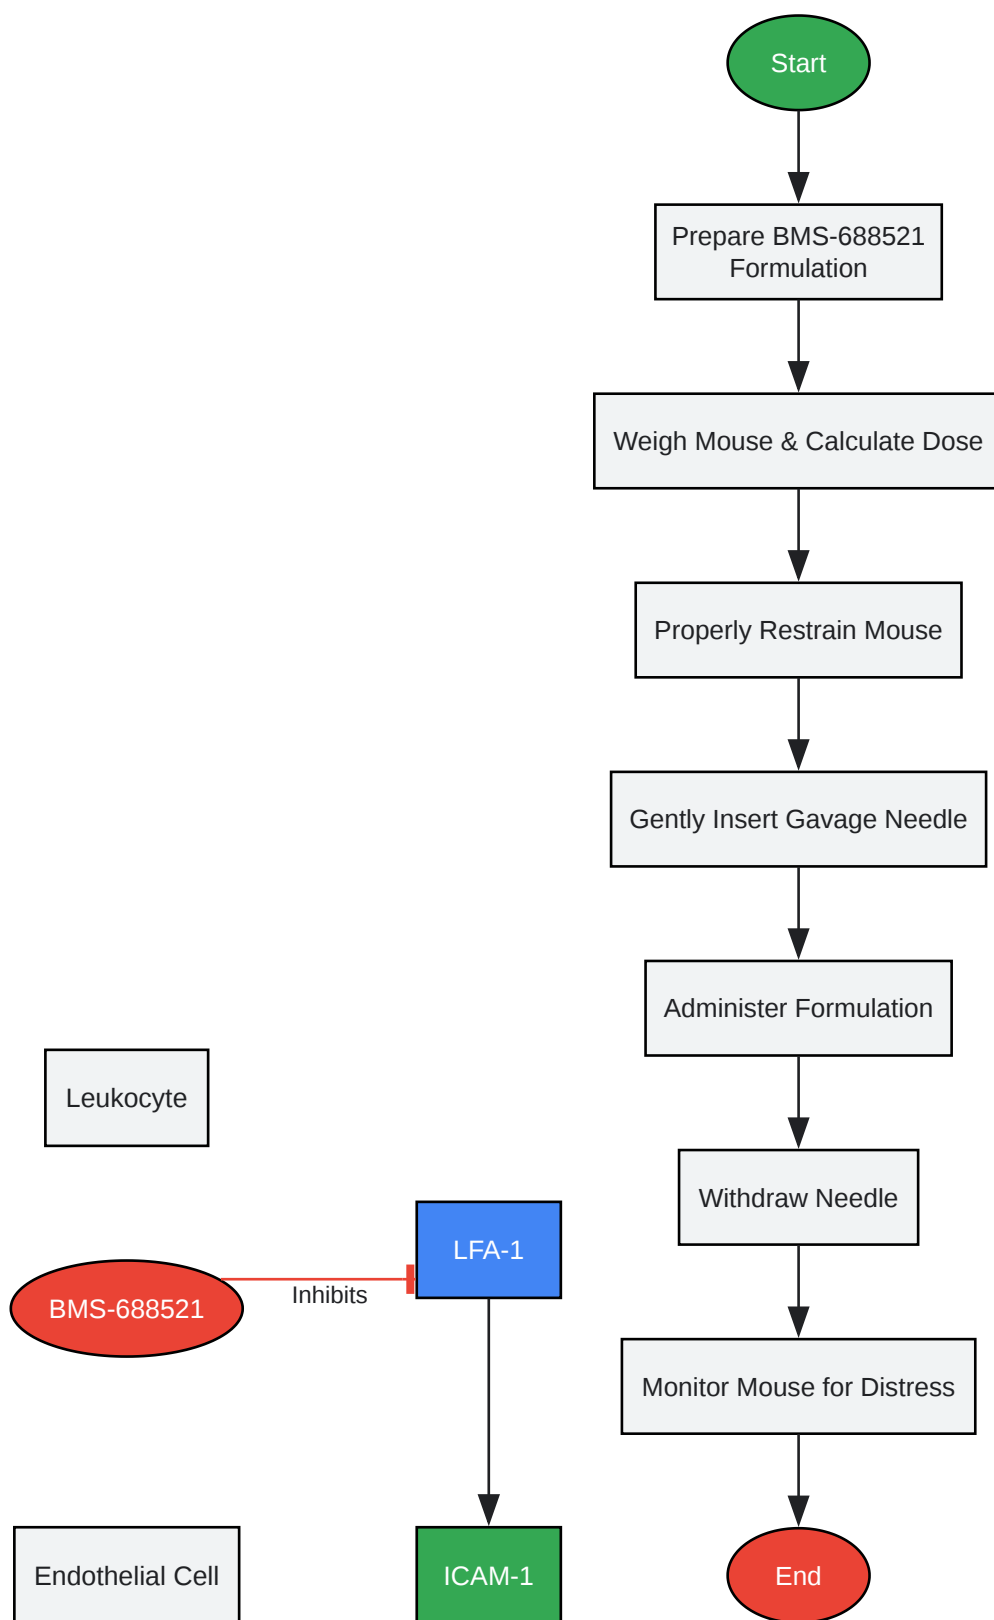 Start
Prepare BMS-688521
Formulation
Weigh Mouse & Calculate Dose
Properly Restrain Mouse
Gently Insert Gavage Needle
Administer Formulation
Withdraw Needle
Monitor Mouse for Distress
End
Leukocyte
LFA-1
BMS-688521
Inhibits
Endothelial Cell
ICAM-1